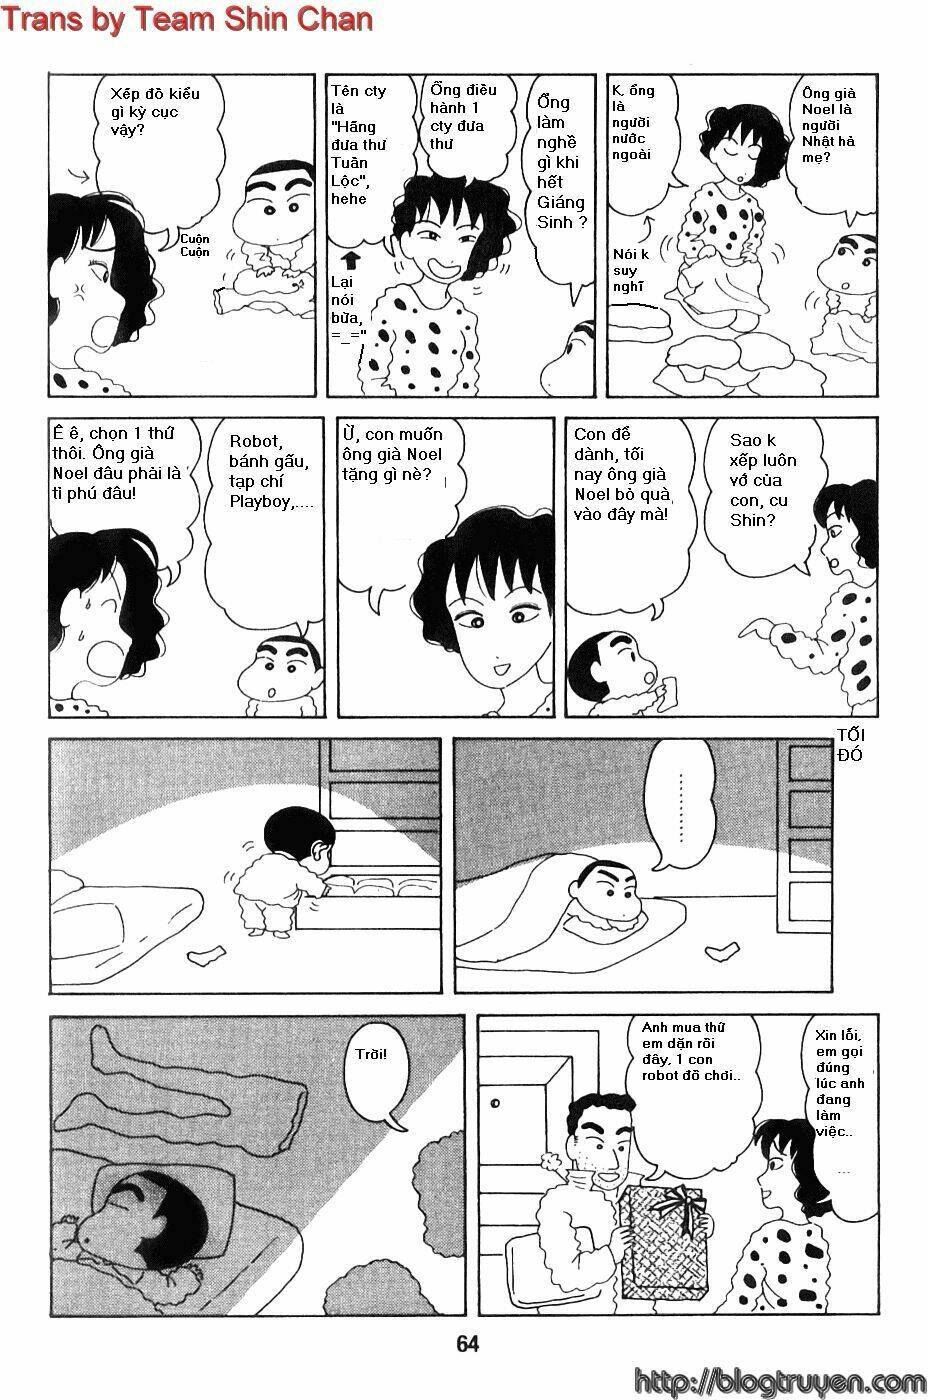 Trans by Team Shin Chan
Ông già
Noel là
người
Nhật hả
mẹ?
K, ổng
là
người
nước
ngoài
Nói k
suy
nghĩ
Ổng
làm
nghề
gì khi
hết
Giáng
Sinh ?
Ổng điều
hành 1
cty đưa
thư
Tên cty
là
"Hãng
đưa thư
Tuần
Lộc",
hehe
Lại
nói
bừa,
=_="
Xếp đồ kiểu
gì kỳ cục
vậy?
Cuộn
Cuộn
Sao k
xếp luôn
vớ của
con, cu
Shin?
Con để
dành, tối
nay ông già
Noel bỏ quà
vào đây mà!
Ừ, con muốn
ông già Noel
tặng gì nè?
Robot,
bánh gấu,
tạp chí
Playboy,....
Ê ê, chọn 1 thứ
thôi. Ông già
Noel đâu phải là
tỉ phú đâu!
TỐI
ĐÓ
........
Xin lỗi,
em gọi
đúng
lúc anh
đang
làm
việc..
...
Anh mua thứ
em dặn rồi
đây, 1 con
robot đồ chơi..
Trời!
64
http://blogtruyen.com